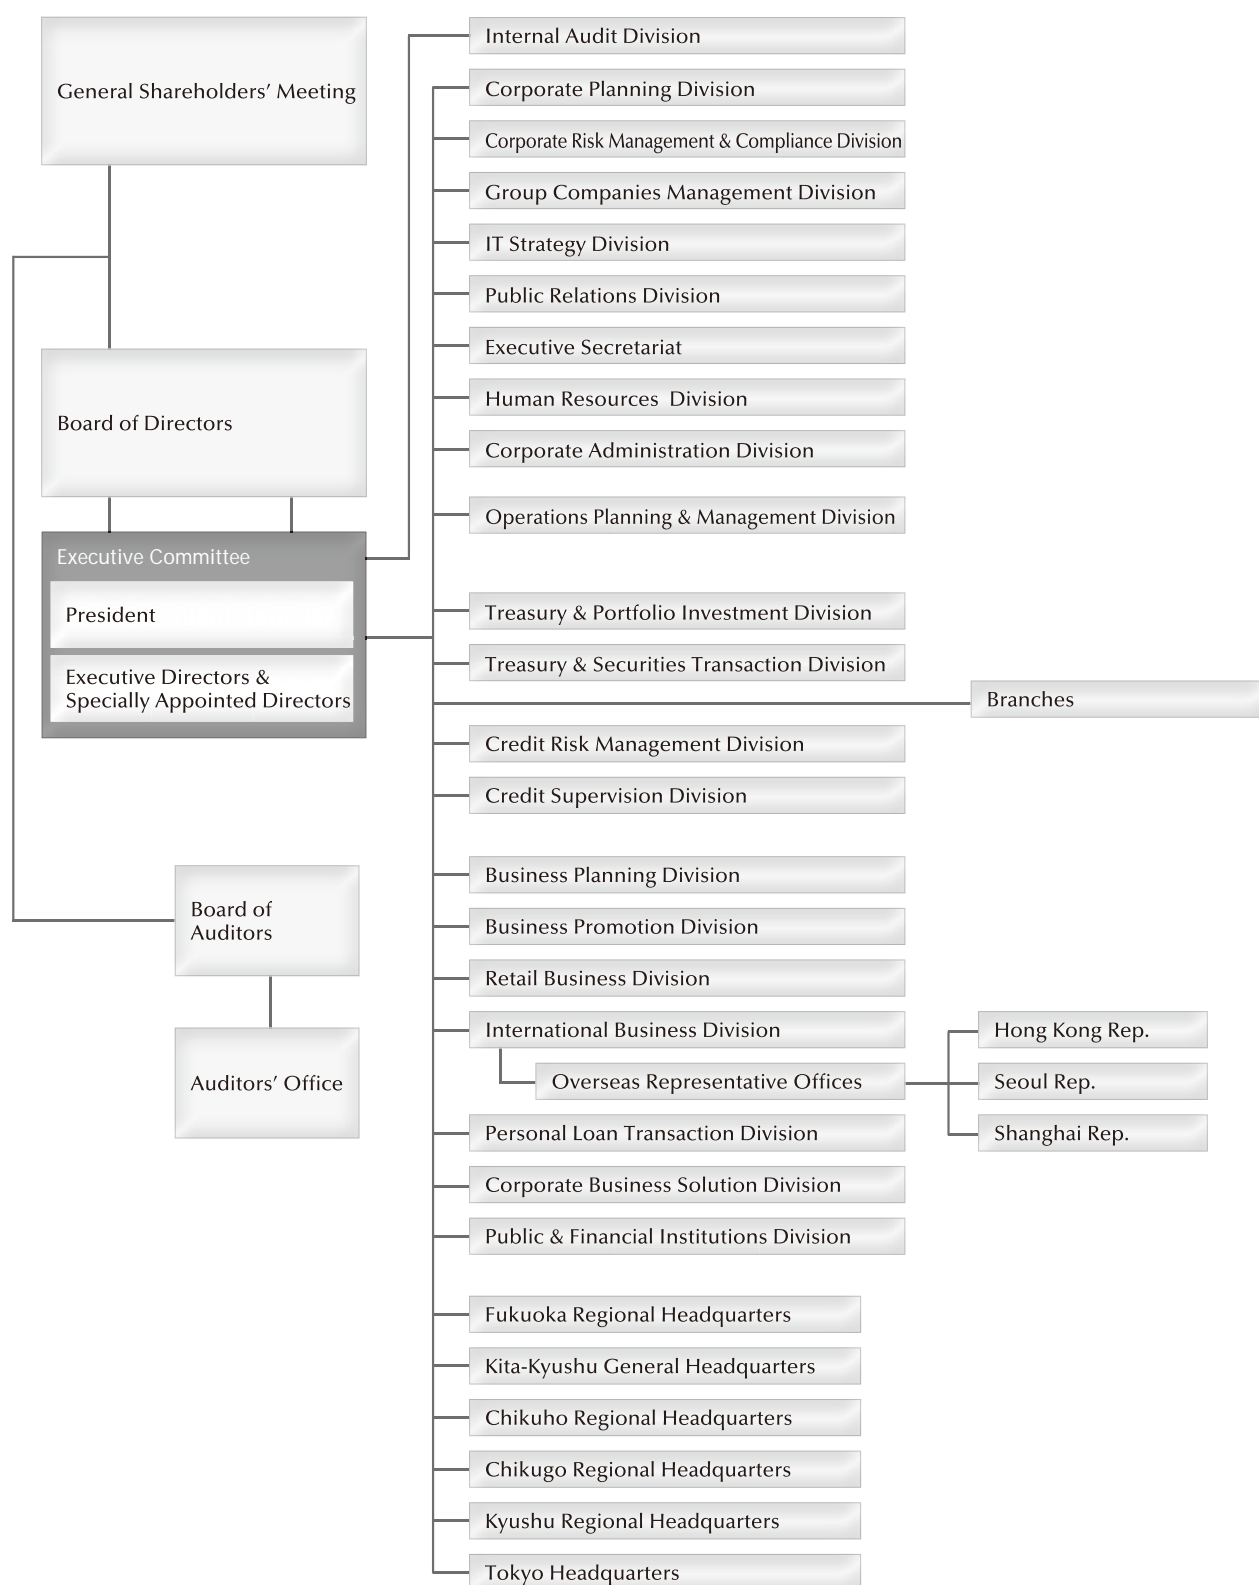 General Shareholders’ Meeting
Board of Directors
Executive Committee
President
Executive Directors &
Specially Appointed Directors
Board of
Auditors
Auditors’ Office
Internal Audit Division
Corporate Planning Division
Corporate Risk Management & Compliance Division
Group Companies Management Division
IT Strategy Division
Public Relations Division
Executive Secretariat
Human Resources Division
Corporate Administration Division
Operations Planning & Management Division
Treasury & Portfolio Investment Division
Treasury & Securities Transaction Division
Branches
Credit Risk Management Division
Credit Supervision Division
Business Planning Division
Business Promotion Division
Retail Business Division
International Business Division
Overseas Representative Offices
Hong Kong Rep.
Seoul Rep.
Shanghai Rep.
Personal Loan Transaction Division
Corporate Business Solution Division
Public & Financial Institutions Division
Fukuoka Regional Headquarters
Kita-Kyushu General Headquarters
Chikuho Regional Headquarters
Chikugo Regional Headquarters
Kyushu Regional Headquarters
Tokyo Headquarters